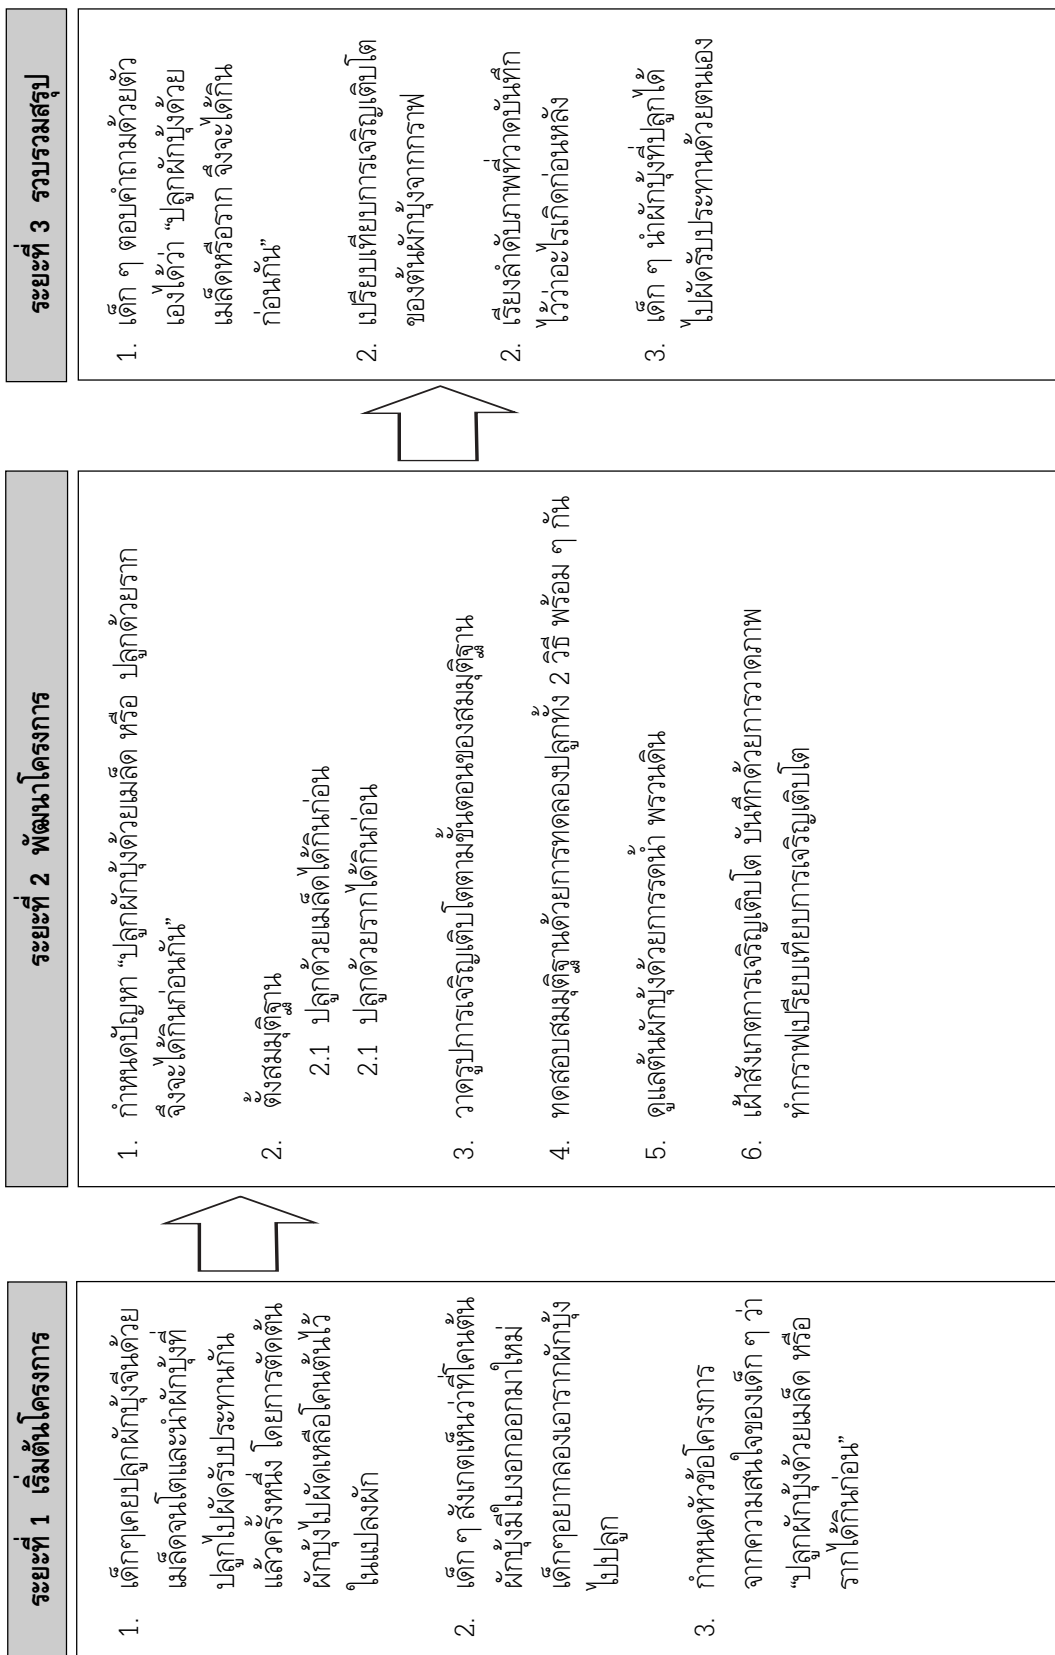 ระยะที่ 1 เริ่มต้นโครงการ
1. เด็กๆเคยปลูกผักบุ้งจีนด้วย
เมล็ดจนโตและนำผักบุ้งที่
ปลูกไปผัดรับประทานกัน
แล้วครั้งหนึ่ง โดยการตัดต้น
ผักบุ้งไปผัดเหลือโคนต้นไว้
ในแปลงผัก
2. เด็ก ๆ สังเกตเห็นว่าที่โคนต้น
ผักบุ้งมีใบงอกออกมาใหม่
เด็กๆอยากลองเอารากผักบุ้ง
ไปปลูก
3. กำหนดหัวข้อโครงการ
จากความสนใจของเด็ก ๆ ว่า
“ปลูกผักบุ้งด้วยเมล็ด หรือ
รากได้กินก่อน”
ระยะที่ 2 พัฒนาโครงการ
1. กำหนดปัญหา “ปลูกผักบุ้งด้วยเมล็ด หรือ ปลูกด้วยราก
จึงจะได้กินก่อนกัน”
2. ตั้งสมมุติฐาน
2.1 ปลูกด้วยเมล็ดได้กินก่อน
2.1 ปลูกด้วยรากได้กินก่อน
3. วาดรูปการเจริญเติบโตตามขั้นตอนของสมมุติฐาน
4. ทดสอบสมมุติฐานด้วยการทดลองปลูกทั้ง 2 วิธี พร้อม ๆ กัน
5. ดูแลต้นผักบุ้งด้วยการรดน้ำ พรวนดิน
6. เฝ้าสังเกตการเจริญเติบโต บันทึกด้วยการวาดภาพ
ทำกราฟเปรียบเทียบการเจริญเติบโต
ระยะที่ 3 รวบรวมสรุป
1. เด็ก ๆ ตอบคำถามด้วยตัว
เองได้ว่า “ปลูกผักบุ้งด้วย
เมล็ดหรือราก จึงจะได้กิน
ก่อนกัน”
2. เปรียบเทียบการเจริญเติบโต
ของต้นผักบุ้งจากกราฟ
2. เรียงลำดับภาพที่วาดบันทึก
ไว้ว่าอะไรเกิดก่อนหลัง
3. เด็ก ๆ นำผักบุ้งที่ปลูกได้
ไปผัดรับประทานด้วยตนเอง